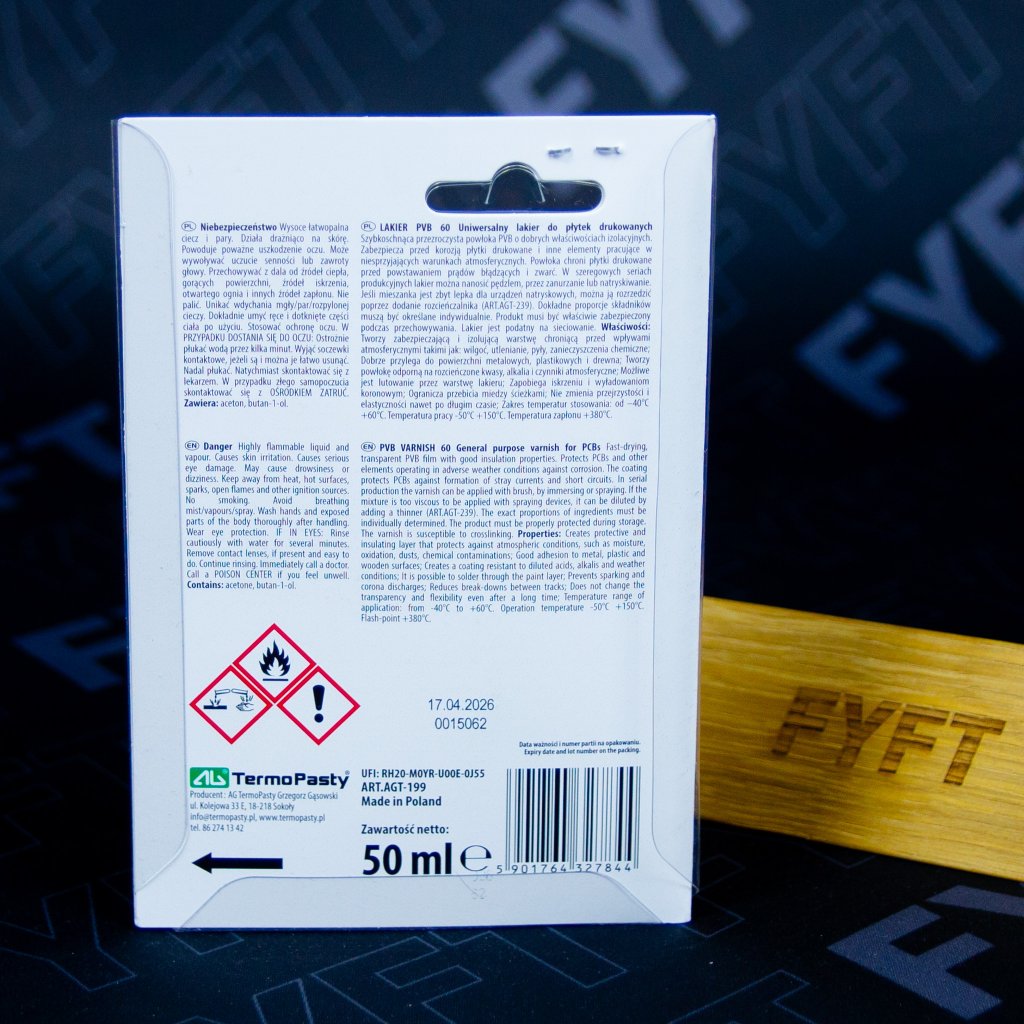 PL Niebezpieczeństwo Wysoce łatwopalna
ciecz i pary. Działa drażniąco na skórę.
Powoduje poważne uszkodzenie oczu. Może
wywoływać uczucie senności lub zawroty
głowy. Przechowywać z dala od źródeł ciepła,
gorących powierzchni, źródeł iskrzenia,
otwartego ognia i innych źródeł zapłonu. Nie
palić. Unikać wdychania mgły/par/rozpylonej
cieczy. Dokładnie umyć ręce i dotknięte części
ciała po użyciu. Stosować ochronę oczu. W
PRZYPADKU DOSTANIA SIĘ DO OCZU: Ostrożnie
płukać wodą przez kilka minut. Wyjąć soczewki
kontaktowe, jeżeli są i można je łatwo usunąć.
Nadal płukać. Natychmiast skontaktować się z
lekarzem. W przypadku złego samopoczucia
skontaktować się z OŚRODKIEM ZATRUĆ.
Zawiera: aceton, butan-1-ol.
PL LAKIER PVB 60 Uniwersalny lakier do płytek drukowanych
Szybkoschnąca przezroczysta powłoka PVB o dobrych właściwościach izolacyjnych.
Zabezpiecza przed korozją płytki drukowane i inne elementy pracujące w
niesprzyjających warunkach atmosferycznych. Powłoka chroni płytki drukowane
przed powstawaniem prądów błądzących i zwarć. W szeregowych seriach
produkcyjnych lakier można nanosić pędzlem, przez zanurzanie lub natryskiwanie.
Jeśli mieszanka jest zbyt lepka dla urządzeń natryskowych, można ją rozrzedzić
poprzez dodanie rozcieńczalnika (ART.AGT-239). Dokładne proporcje składników
muszą być określane indywidualnie. Produkt musi być właściwie zabezpieczony
podczas przechowywania. Lakier jest podatny na sieciowanie. Właściwości:
Tworzy zabezpieczającą i izolującą warstwę chroniącą przed wpływami
atmosferycznymi takimi jak: wilgoć, utlenianie, pyły, zanieczyszczenia chemiczne;
Dobrze przylega do powierzchni metalowych, plastikowych i drewna; Tworzy
powłokę odporną na rozcieńczone kwasy, alkalia i czynniki atmosferyczne; Możliwe
jest lutowanie przez warstwę lakieru; Zapobiega iskrzeniu i wyładowaniom
koronowym; Ogranicza przebicia miedzy ścieżkami; Nie zmienia przejrzystości i
elastyczności nawet po długim czasie; Zakres temperatur stosowania: od –40°C
+60°C. Temperatura pracy -50°C +150°C. Temperatura zapłonu +380°C.
EN Danger Highly flammable liquid and
vapour. Causes skin irritation. Causes serious
eye damage. May cause drowsiness or
dizziness. Keep away from heat, hot surfaces,
sparks, open flames and other ignition sources.
No smoking. Avoid breathing
mist/vapours/spray. Wash hands and exposed
parts of the body thoroughly after handling.
Wear eye protection. IF IN EYES: Rinse
cautiously with water for several minutes.
Remove contact lenses, if present and easy to
do. Continue rinsing. Immediately call a doctor.
Call a POISON CENTER if you feel unwell.
Contains: acetone, butan-1-ol.
EN PVB VARNISH 60 General purpose varnish for PCBs Fast-drying,
transparent PVB film with good insulation properties. Protects PCBs and other
elements operating in adverse weather conditions against corrosion. The coating
protects PCBs against formation of stray currents and short circuits. In serial
production the varnish can be applied with brush, by immersing or spraying. If the
mixture is too viscous to be applied with spraying devices, it can be diluted by
adding a thinner (ART.AGT-239). The exact proportions of ingredients must be
individually determined. The product must be properly protected during storage.
The varnish is susceptible to crosslinking. Properties: Creates protective and
insulating layer that protects against atmospheric conditions, such as moisture,
oxidation, dusts, chemical contaminations; Good adhesion to metal, plastic and
wooden surfaces; Creates a coating resistant to diluted acids, alkalis and weather
conditions; It is possible to solder through the paint layer; Prevents sparking and
corona discharges; Reduces break-downs between tracks; Does not change the
transparency and flexibility even after a long time; Temperature range of
application: from -40°C to +60°C. Operation temperature -50°C +150°C.
Flash-point +380°C.
17.04.2026
0015062
Data ważności i numer partii na opakowaniu.
Expiry date and lot number on the packing.
AG TermoPasty®
Producent: AG TermoPasty Grzegorz Gąsowski
ul. Kolejowa 33 E, 18-218 Sokoły
info@termopasty.pl, www.termopasty.pl
tel. 86 274 13 42
UFI: RH20-M0YR-U00E-0J55
ART.AGT-199
Made in Poland
Zawartość netto:
50 ml ℮
5 901764 327844
FYFT
FYFT
FYFT
FYFT